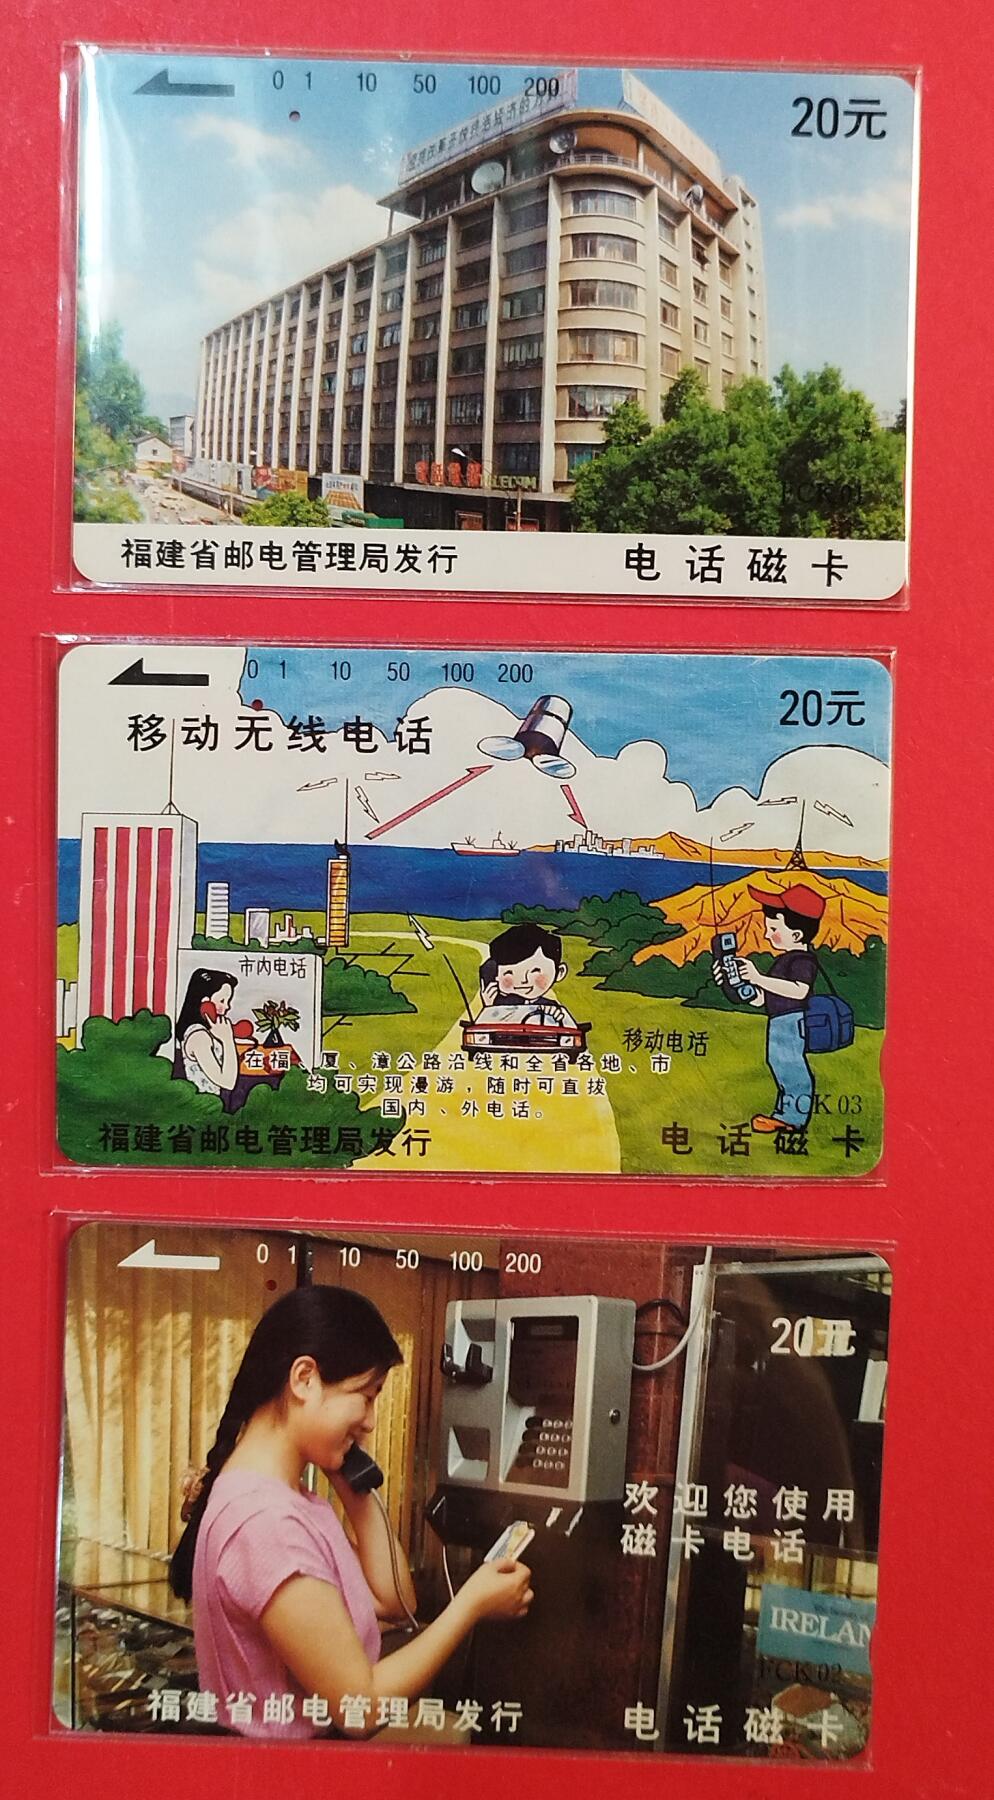 0 1 10 50 100 200
20元
TELECOM
FCK 01
福建省邮电管理局发行
电话磁卡
0 1 10 50 100 200
20元
移动无线电话
市内电话
移动电话
在福、厦、漳公路沿线和全省各地、市
均可实现漫游，随时可直拔
国内、外电话。
FCK 03
福建省邮电管理局发行
电话磁卡
0 1 10 50 100 200
20元
欢迎您使用
磁卡电话
IRELAN
FCK 02
福建省邮电管理局发行
电话磁卡